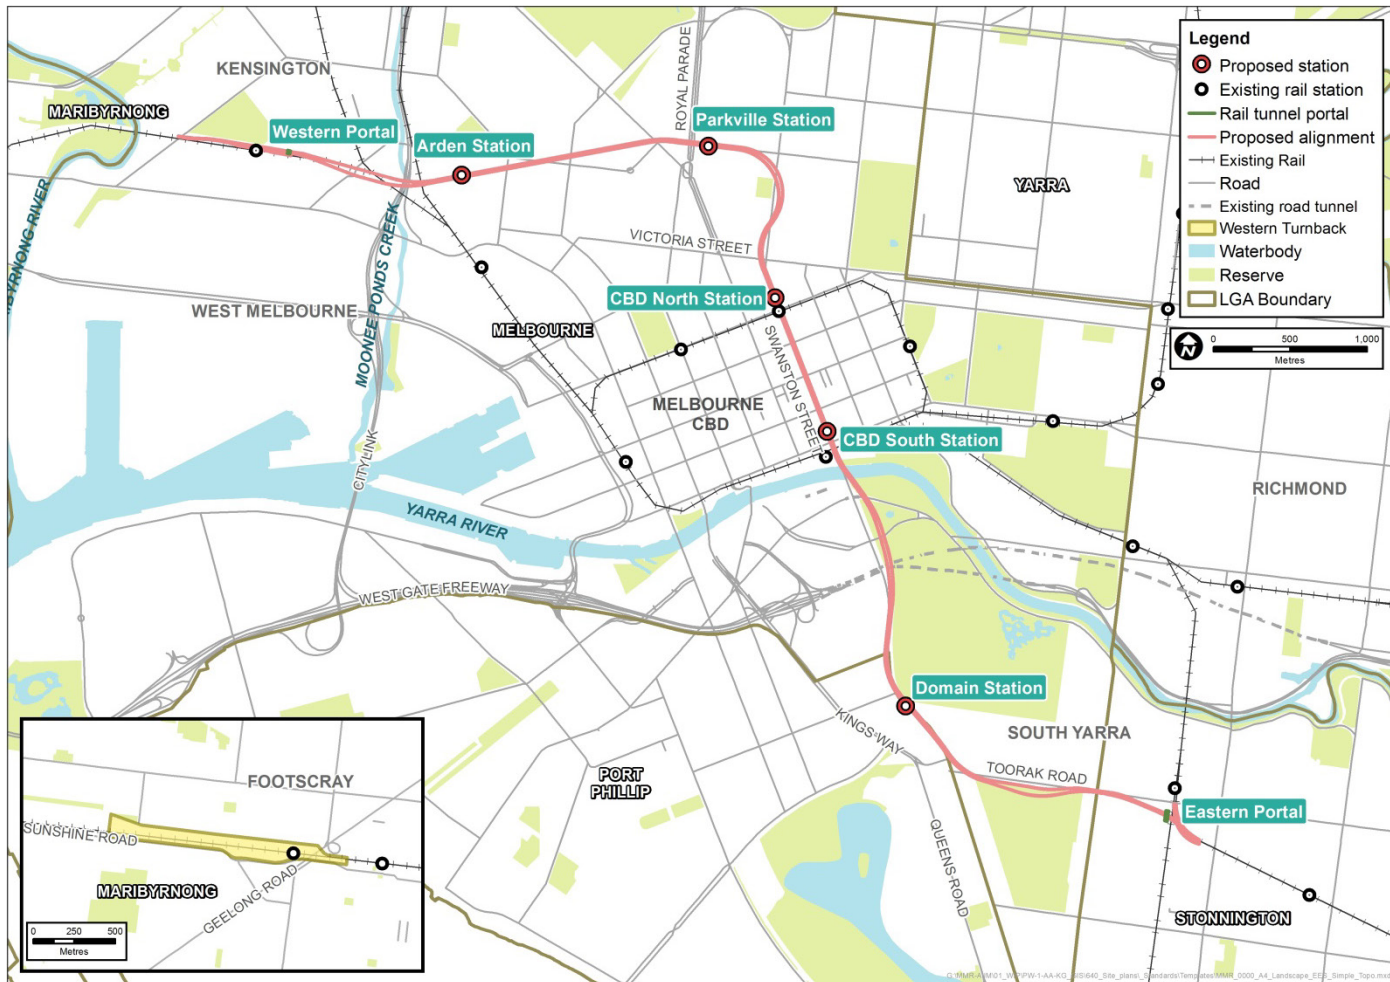 KENSINGTON
MARIBYRNONG
Western Portal
Arden Station
ROYAL PARADE
Parkville Station
Legend
Proposed station
Existing rail station
Rail tunnel portal
Proposed alignment
Existing Rail
Road
Existing road tunnel
Western Turnback
Waterbody
Reserve
LGA Boundary
N
0 500 1,000
Metres
YARRA
MOONEE PONDS CREEK
VICTORIA STREET
WEST MELBOURNE
MELBOURNE
CBD North Station
SWANSTON STREET
MELBOURNE
CBD
CBD South Station
CITYLINK
YARRA RIVER
RICHMOND
WEST GATE FREEWAY
Domain Station
KINGS WAY
SOUTH YARRA
TOORAK ROAD
PORT
PHILLIP
Eastern Portal
QUEENS ROAD
STONNINGTON
FOOTSCRAY
SUNSHINE ROAD
MARIBYRNONG
GEELONG ROAD
0 250 500
Metres